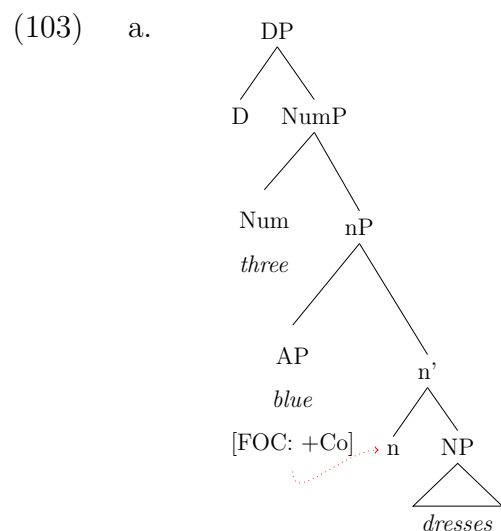 (103) a.
DP
D NumP
Num nP
three
AP n'
blue
[FOC: +Co] n NP
dresses